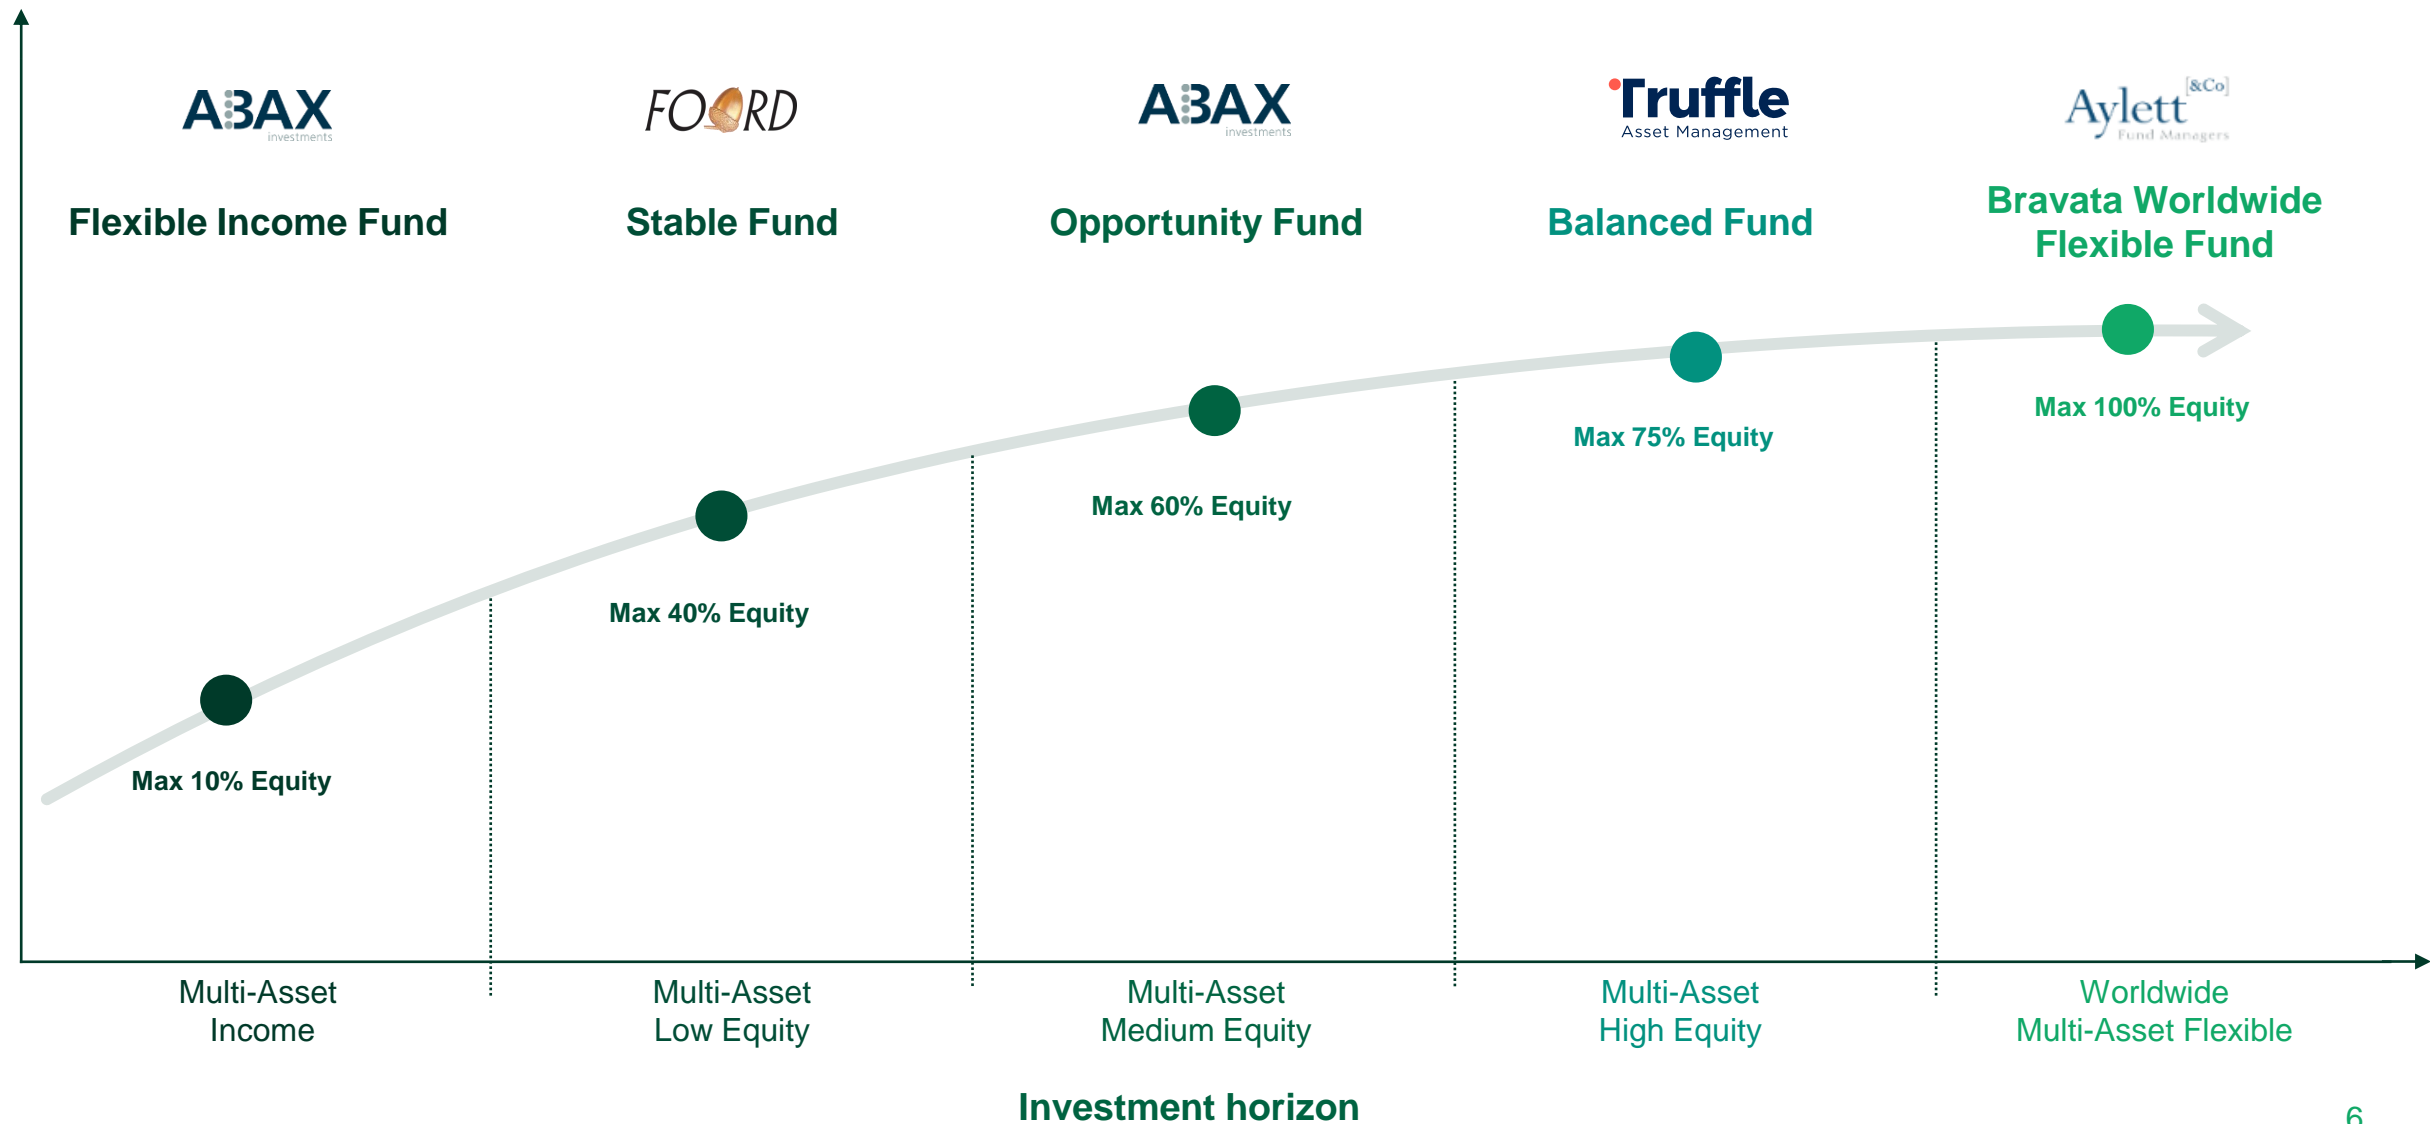 ABAX
investments
FOORD
ABAX
investments
Truffle
Asset Management
Aylett [&Co]
Fund Managers
Flexible Income Fund
Stable Fund
Opportunity Fund
Balanced Fund
Bravata Worldwide
Flexible Fund
Max 10% Equity
Max 40% Equity
Max 60% Equity
Max 75% Equity
Max 100% Equity
Multi-Asset
Income
Multi-Asset
Low Equity
Multi-Asset
Medium Equity
Multi-Asset
High Equity
Worldwide
Multi-Asset Flexible
Investment horizon
6